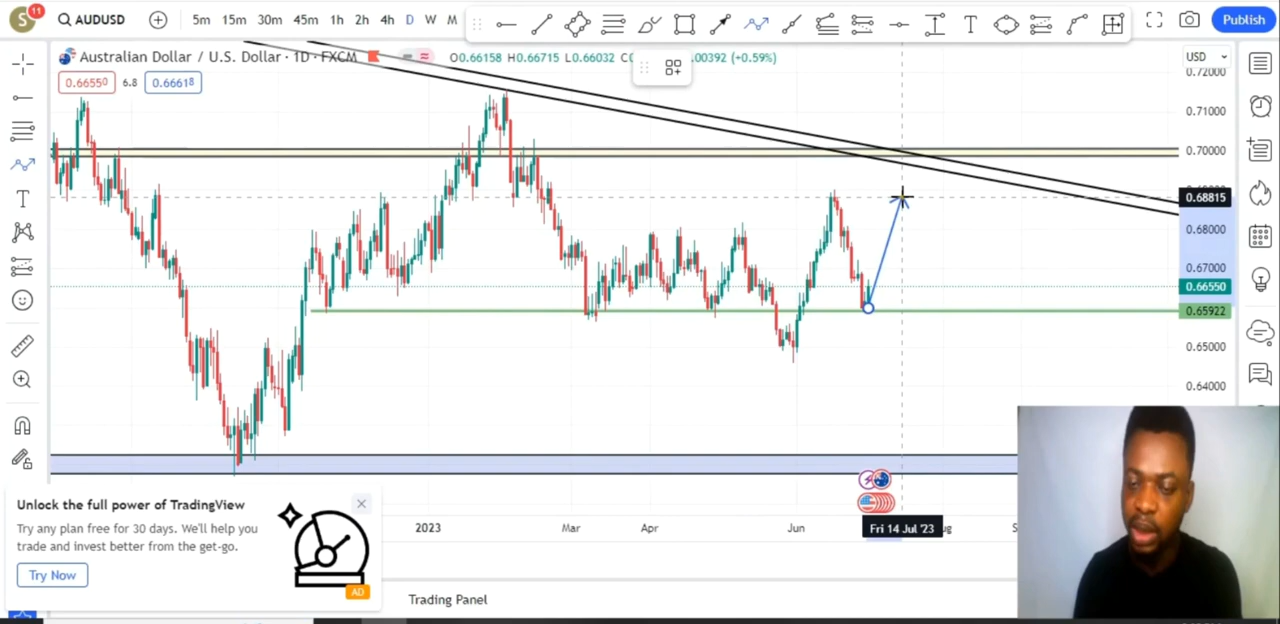 S
11
AUDUSD
5m 15m 30m 45m 1h 2h 4h D W M
T
Publish
Australian Dollar / U.S. Dollar · 1D · FXCM
O0.66158 H0.66715 L0.66032
.00392 (+0.59%)
0.66550 6.8 0.66618
USD
0.72000
0.71000
0.70000
0.68815
0.68000
0.67000
0.66550
0.65922
0.65000
0.64000
T
Unlock the full power of TradingView
Try any plan free for 30 days. We'll help you
trade and invest better from the get-go.
Try Now
AD
2023 Mar Apr Jun
Fri 14 Jul '23
Trading Panel